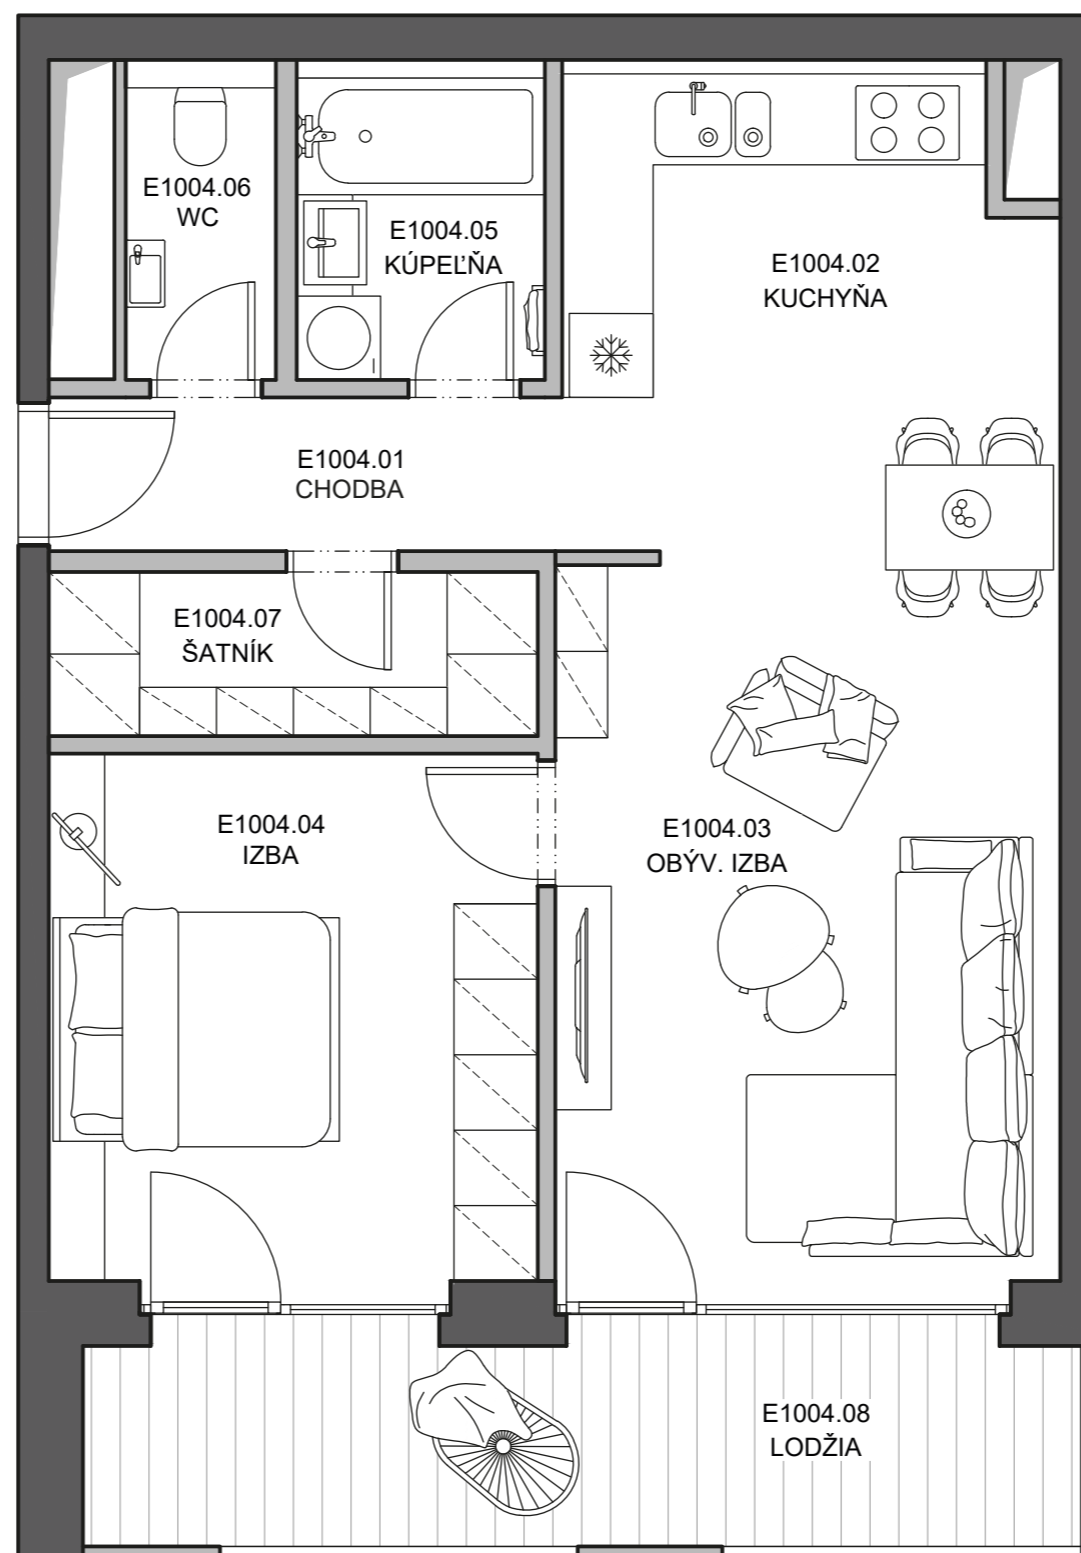 E1004.06
WC
E1004.05
KÚPEĽŇA
E1004.02
KUCHYŇA
E1004.01
CHODBA
E1004.07
ŠATNÍK
E1004.04
IZBA
E1004.03
OBÝV. IZBA
E1004.08
LODŽIA